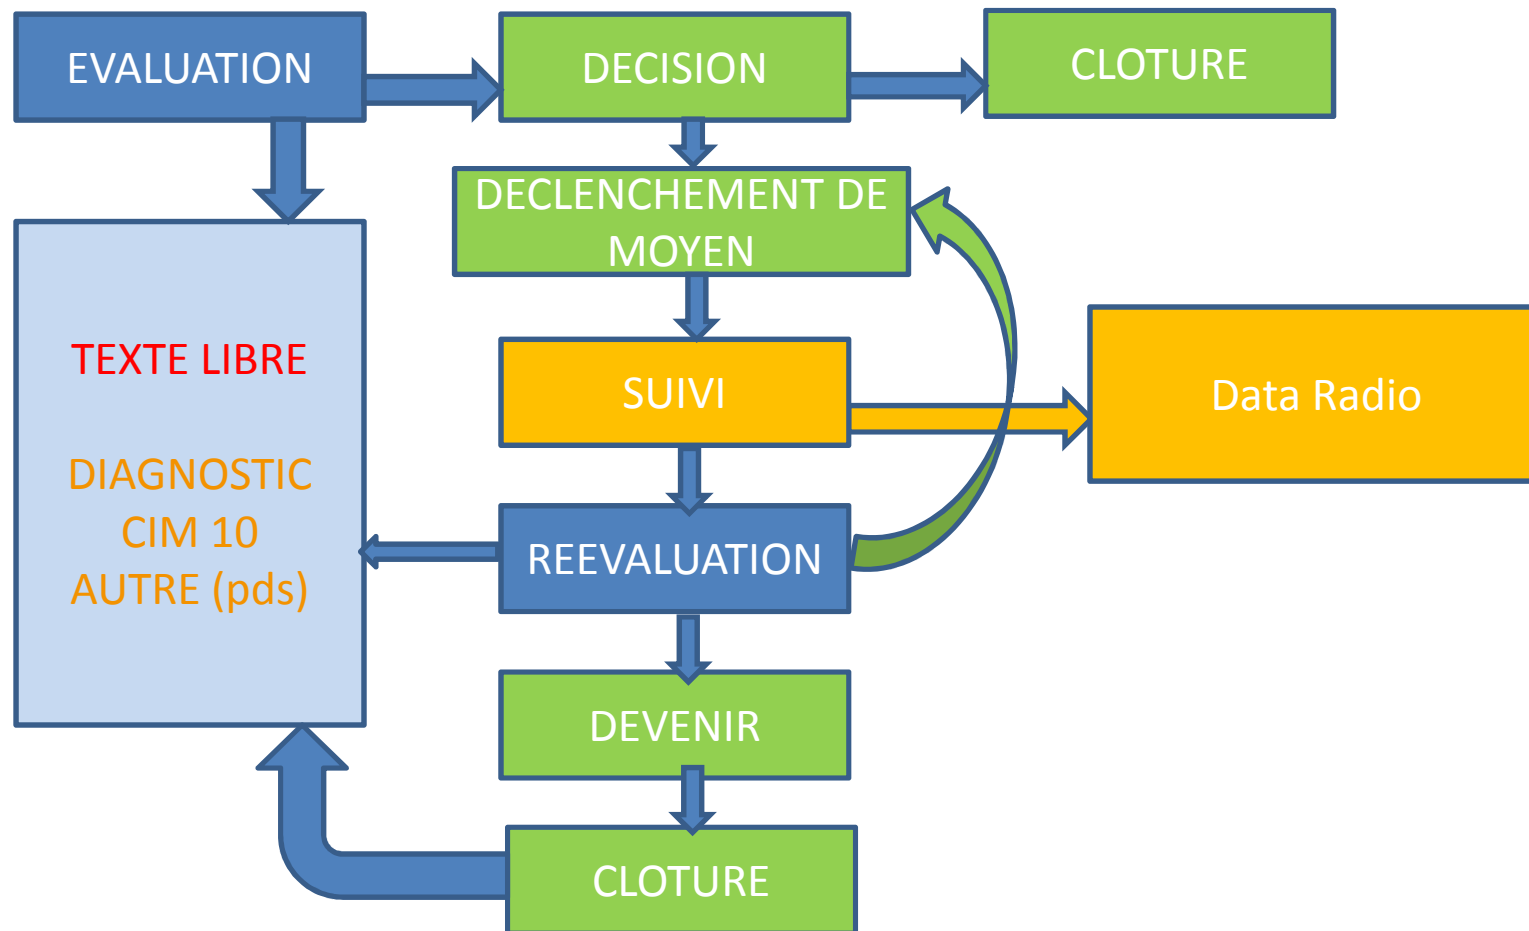 EVALUATION
DECISION
CLOTURE
DECLENCHEMENT DE
MOYEN
TEXTE LIBRE
DIAGNOSTIC
CIM 10
AUTRE (pds)
SUIVI
Data Radio
REEVALUATION
DEVENIR
CLOTURE